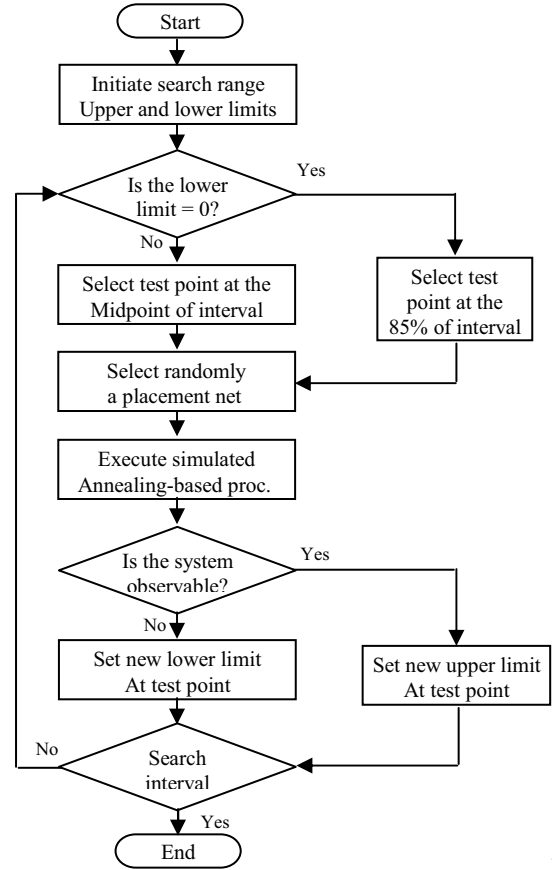 Start
Initiate search range
Upper and lower limits
Is the lower
limit = 0?
Yes
No
Select test point at the
Midpoint of interval
Select test
point at the
85% of interval
Select randomly
a placement net
Execute simulated
Annealing-based proc.
Is the system
observable?
Yes
No
Set new lower limit
At test point
Set new upper limit
At test point
No
Search
interval
Yes
End